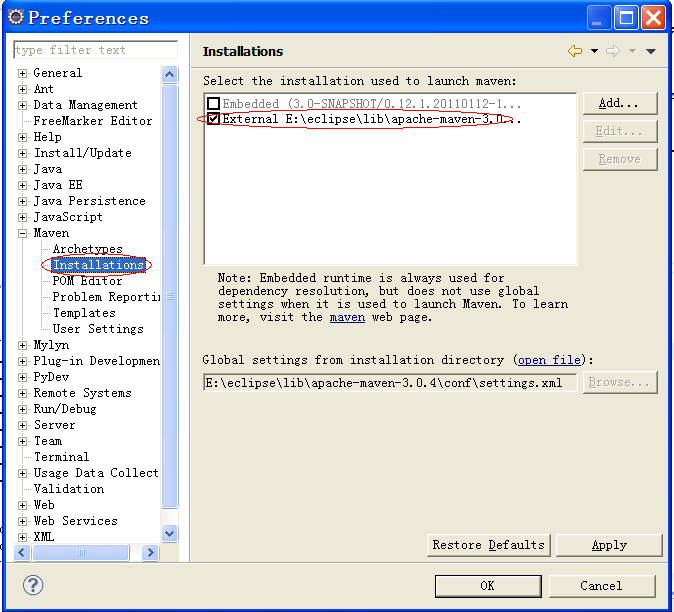 Preferences
type filter text
General
Ant
Data Management
FreeMarker Editor
Help
Install/Update
Java
Java EE
Java Persistence
JavaScript
Maven
Archetypes
Installations
POM Editor
Problem Reportin
Templates
User Settings
Mylyn
Plug-in Developmen
PyDev
Remote Systems
Run/Debug
Server
Team
Terminal
Usage Data Collect
Validation
Web
Web Services
XML
Installations
Select the installation used to launch maven:
Embedded (3.0-SNAPSHOT/0.12.1.20110112-1...
External E:\eclipse\lib\apache-maven-3.0...
Add...
Edit...
Remove
Note: Embedded runtime is always used for
dependency resolution, but does not use global
settings when it is used to launch Maven. To learn
more, visit the maven web page.
Global settings from installation directory (open file):
E:\eclipse\lib\apache-maven-3.0.4\conf\settings.xml
Browse...
Restore Defaults
Apply
OK
Cancel